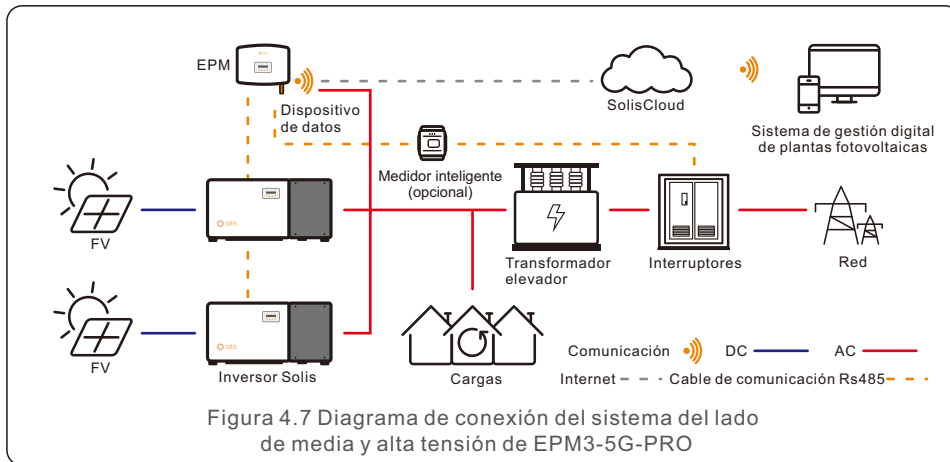 EPM
Dispositivo
de datos
SolisCloud
Sistema de gestión digital
de plantas fotovoltaicas
Medidor inteligente
(opcional)
FV
solis
Transformador
elevador
Interruptores
Red
FV
solis
Inversor Solis
Cargas
Comunicación
DC
AC
Internet
Cable de comunicación Rs485
Figura 4.7 Diagrama de conexión del sistema del lado
de media y alta tensión de EPM3-5G-PRO